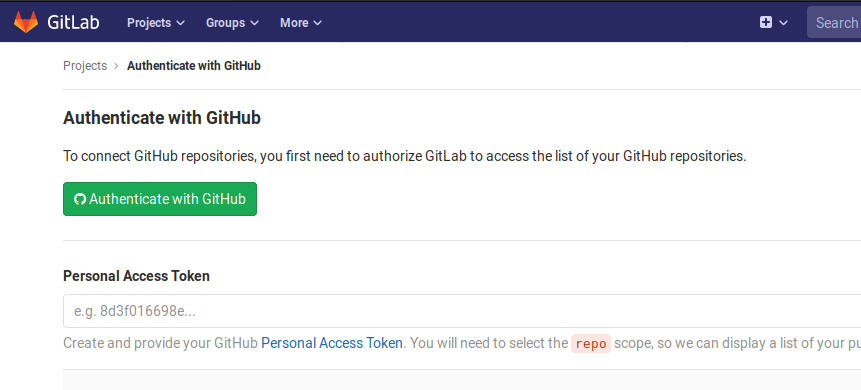 GitLab Projects Groups More Search
Projects › Authenticate with GitHub
Authenticate with GitHub
To connect GitHub repositories, you first need to authorize GitLab to access the list of your GitHub repositories.
Authenticate with GitHub
Personal Access Token
e.g. 8d3f016698e...
Create and provide your GitHub Personal Access Token. You will need to select the repo scope, so we can display a list of your